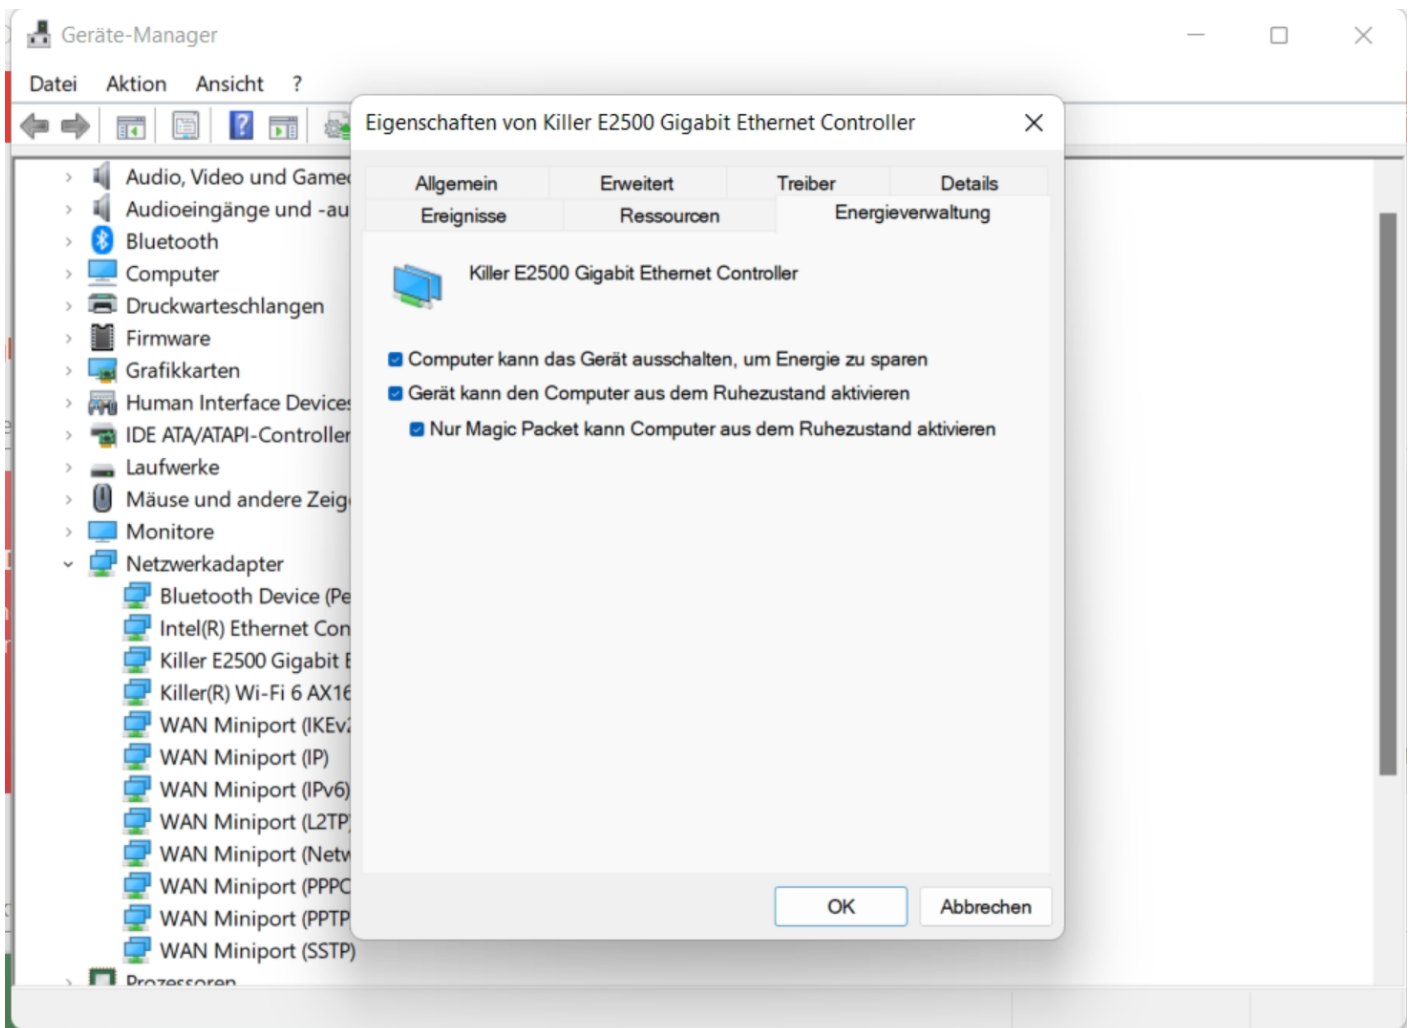 Geräte-Manager
Datei Aktion Ansicht ?
Eigenschaften von Killer E2500 Gigabit Ethernet Controller
Allgemein Erweitert Treiber Details
Ereignisse Ressourcen Energieverwaltung
Killer E2500 Gigabit Ethernet Controller
Computer kann das Gerät ausschalten, um Energie zu sparen
Gerät kann den Computer aus dem Ruhezustand aktivieren
Nur Magic Packet kann Computer aus dem Ruhezustand aktivieren
OK Abbrechen
Audio, Video und Game
Audioeingänge und -au
Bluetooth
Computer
Druckwarteschlangen
Firmware
Grafikkarten
Human Interface Devices
IDE ATA/ATAPI-Controller
Laufwerke
Mäuse und andere Zeig
Monitore
Netzwerkadapter
Bluetooth Device (Pe
Intel(R) Ethernet Con
Killer E2500 Gigabit E
Killer(R) Wi-Fi 6 AX16
WAN Miniport (IKEv2
WAN Miniport (IP)
WAN Miniport (IPv6)
WAN Miniport (L2TP)
WAN Miniport (Netw
WAN Miniport (PPPO
WAN Miniport (PPTP
WAN Miniport (SSTP)
Prozessoren